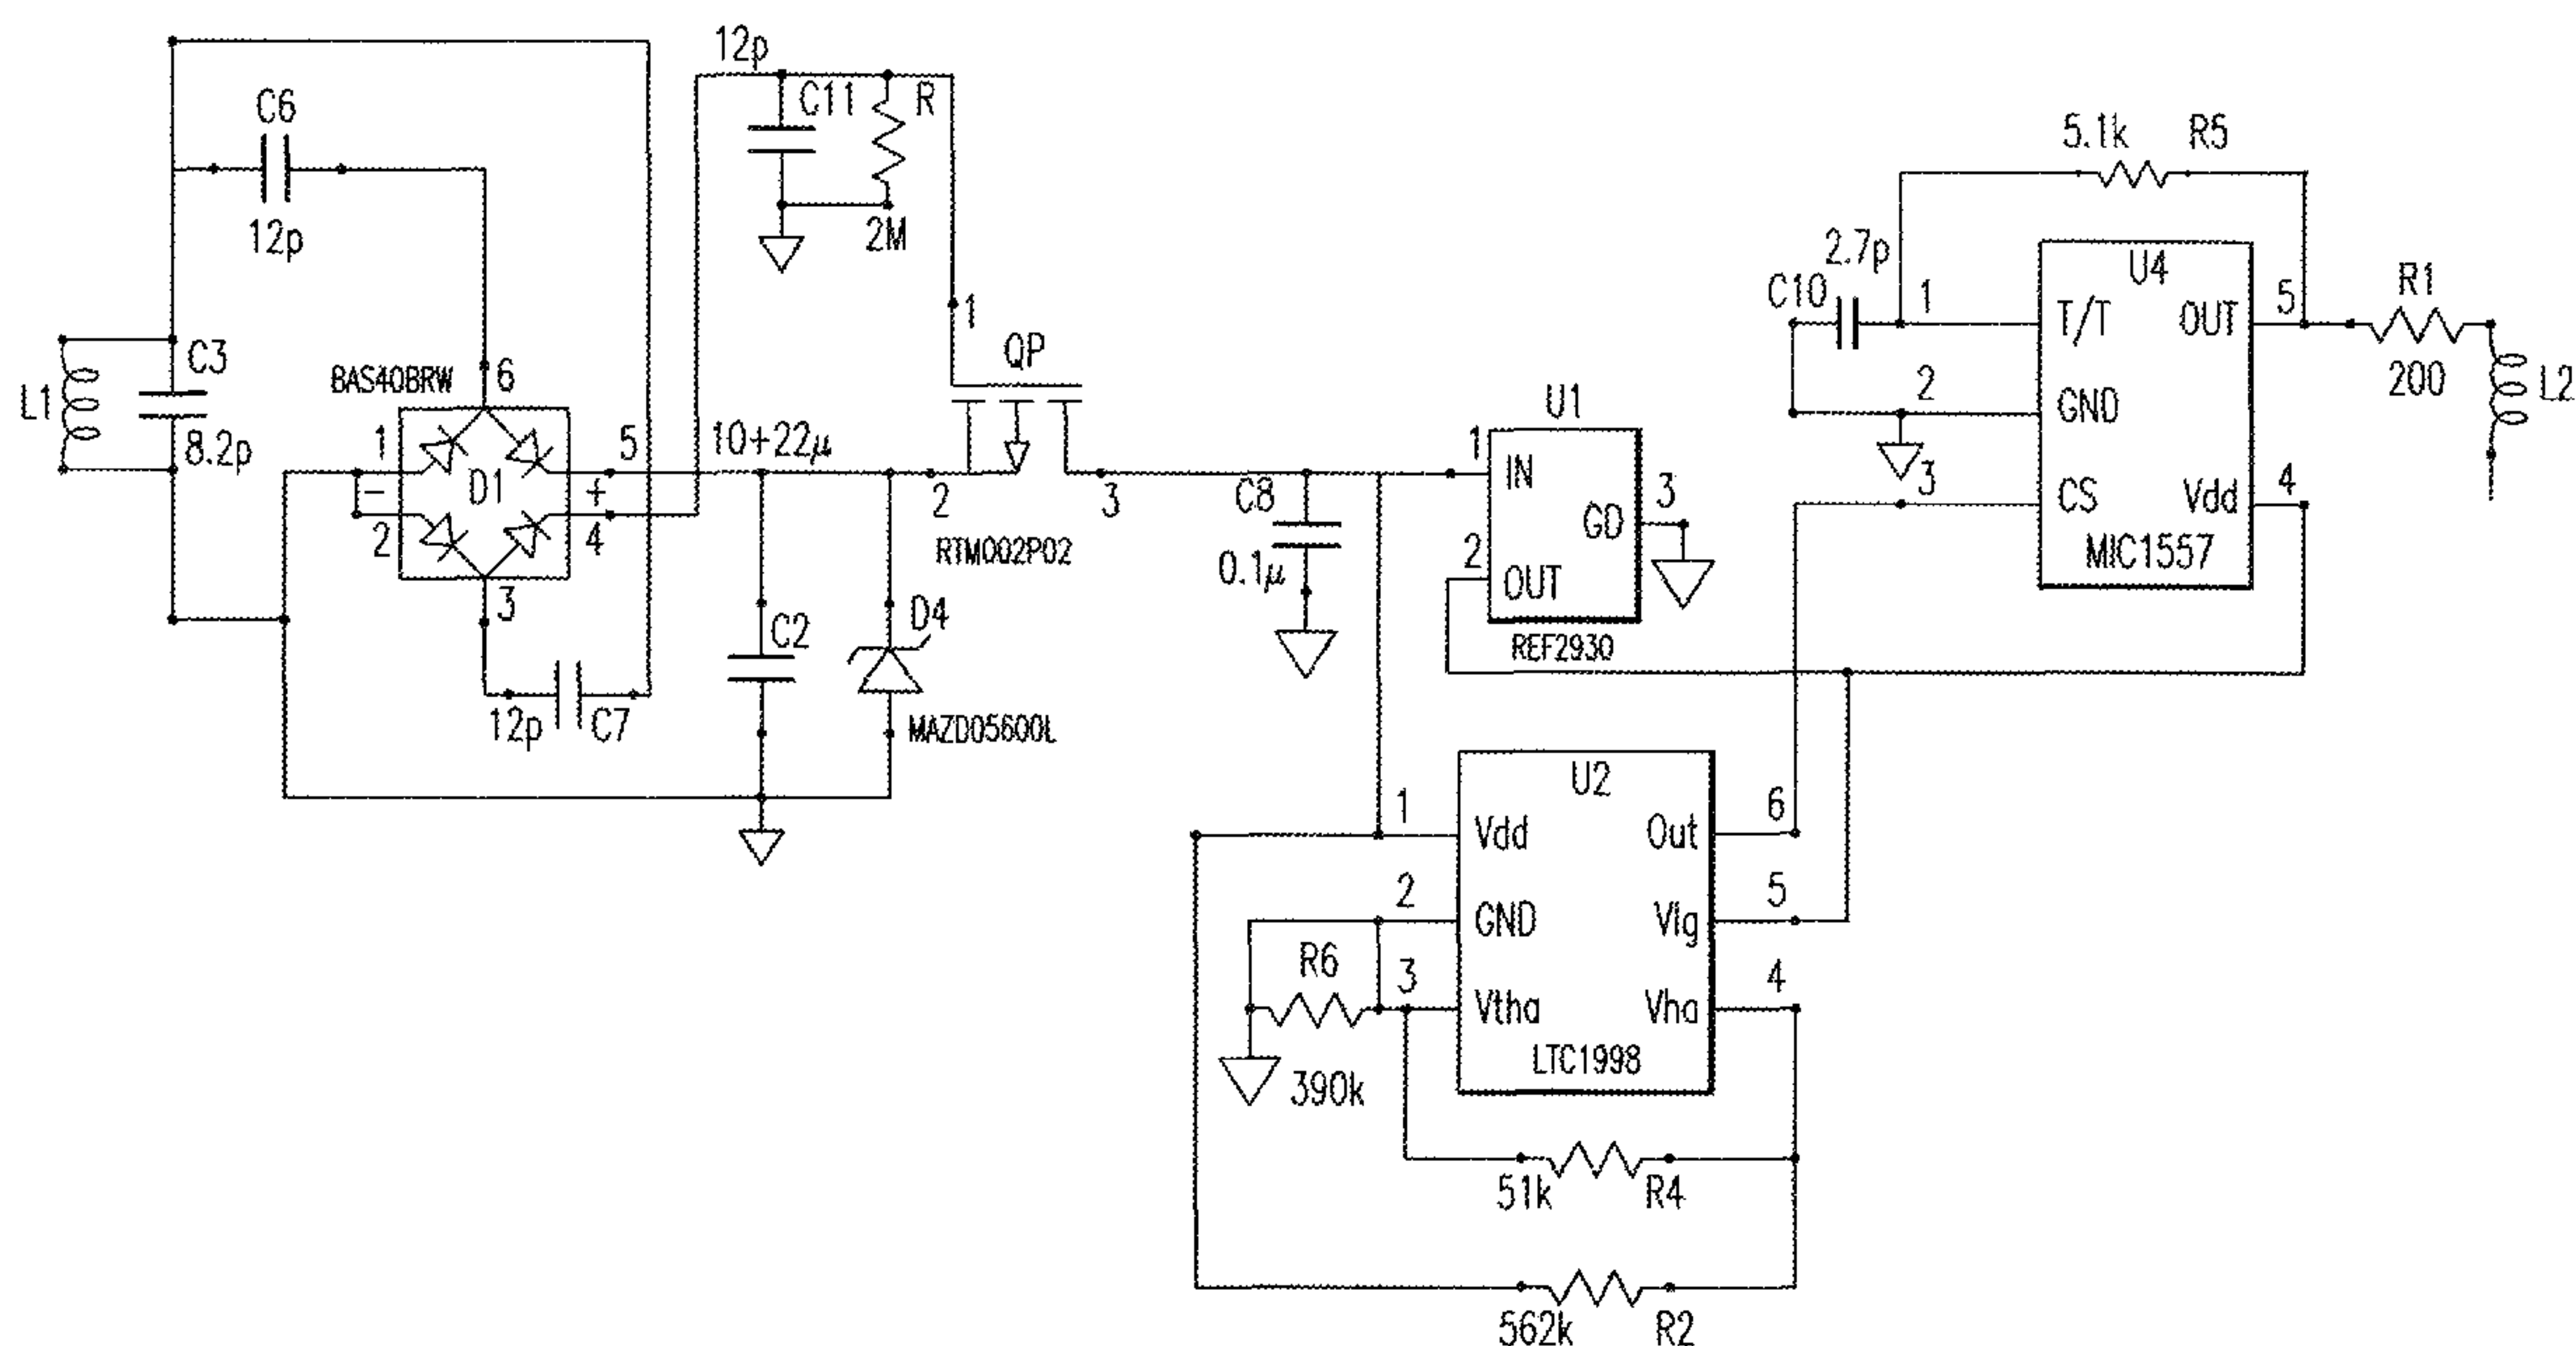 12p
C11
R
2M
C6
12p
C3
8.2p
L1
BAS40BRW
6
1
-
D1
+
5
2
4
3
12p
C7
10+22µ
C2
D4
MAZD05600L
1
QP
2
3
RTM002P02
C8
0.1µ
U1
1
IN
GD
3
2
OUT
REF2930
5.1k
R5
2.7p
C10
U4
1
T/T
OUT
5
2
GND
3
CS
Vdd
4
MIC1557
R1
200
L2
U2
1
Vdd
Out
6
2
GND
Vlg
5
R6
3
Vtha
Vha
4
LTC1998
390k
51k
R4
562k
R2